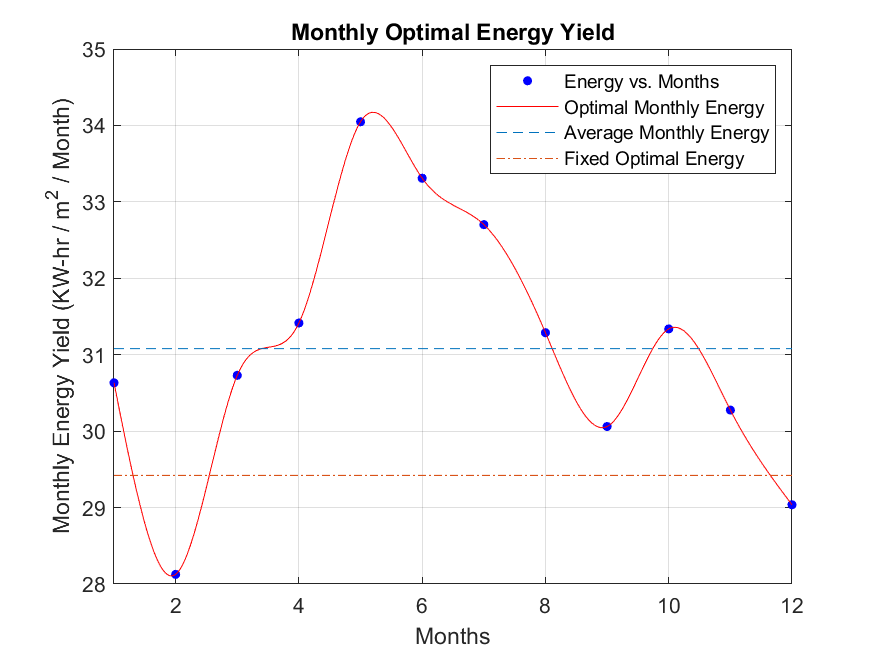 Monthly Optimal Energy Yield
Monthly Energy Yield (KW-hr / m² / Month)
35
34
33
32
31
30
29
28
Energy vs. Months
Optimal Monthly Energy
Average Monthly Energy
Fixed Optimal Energy
2 4 6 8 10 12
Months